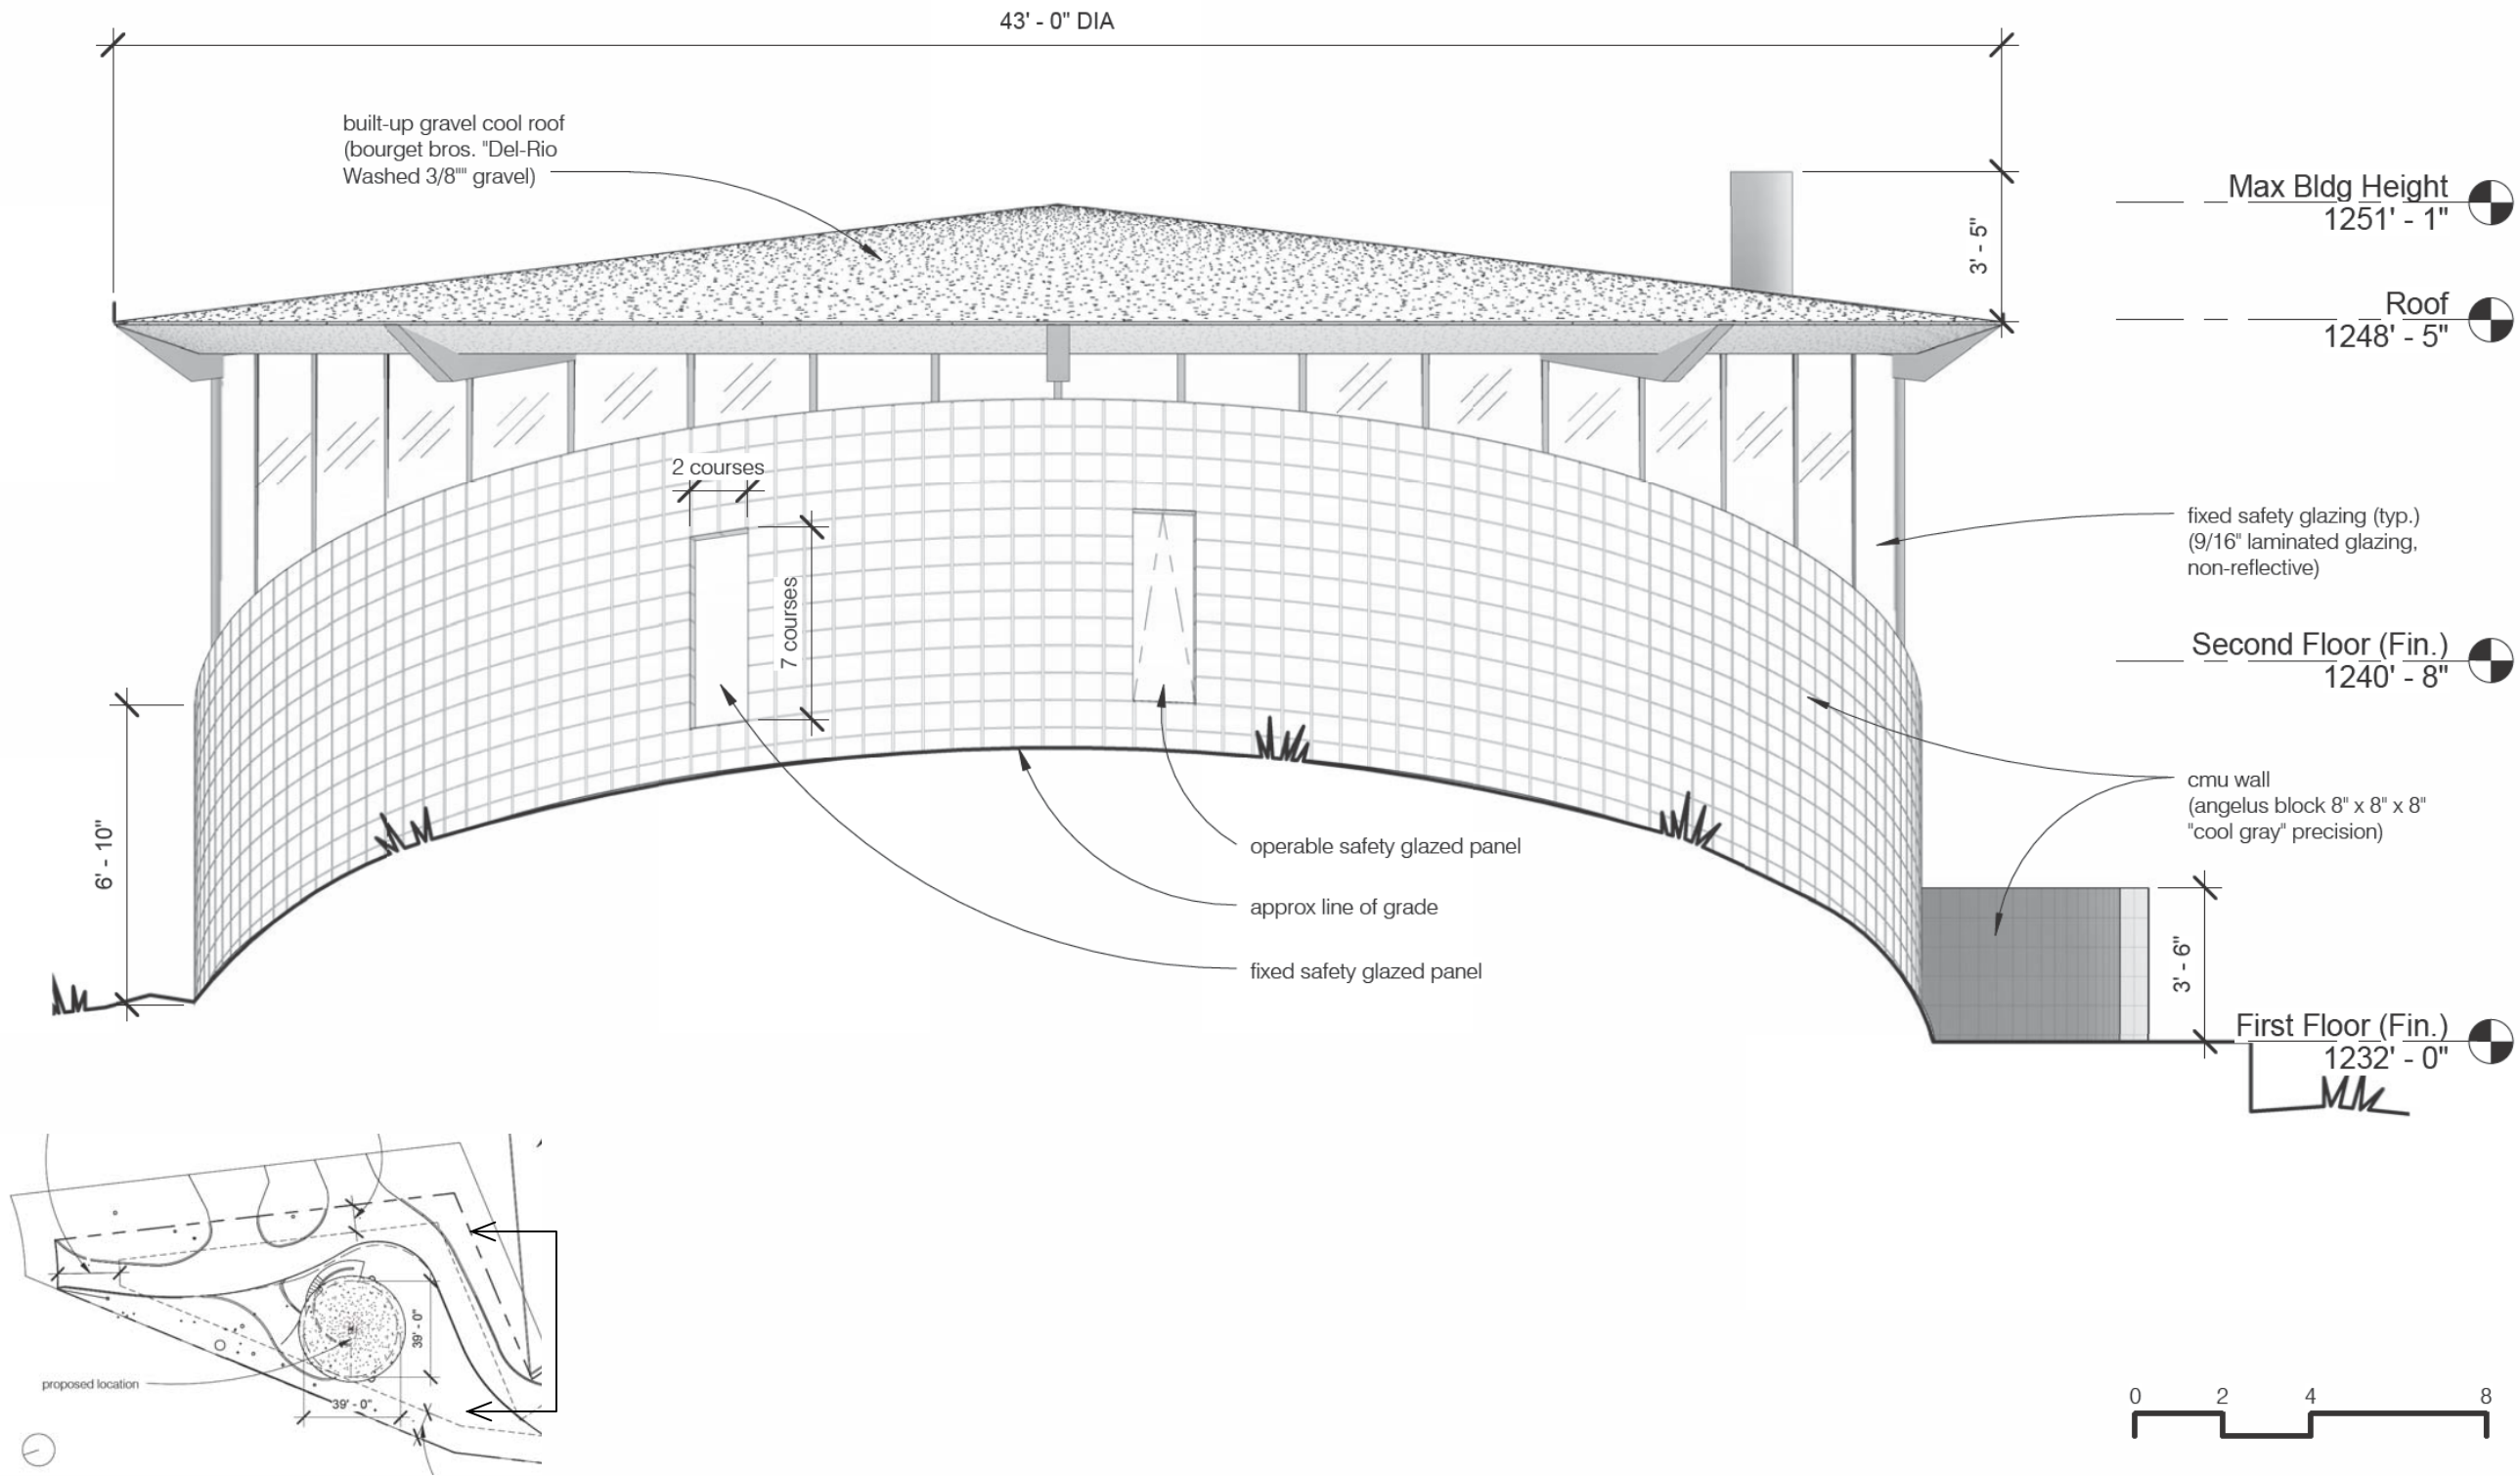 43' - 0" DIA
built-up gravel cool roof
(bourget bros. "Del-Rio
Washed 3/8"" gravel)
3' - 5"
Max Bldg Height
1251' - 1"
Roof
1248' - 5"
2 courses
7 courses
fixed safety glazing (typ.)
(9/16" laminated glazing,
non-reflective)
Second Floor (Fin.)
1240' - 8"
cmu wall
(angelus block 8" x 8" x 8"
"cool gray" precision)
6' - 10"
operable safety glazed panel
approx line of grade
fixed safety glazed panel
3' - 6"
First Floor (Fin.)
1232' - 0"
39' - 0"
proposed location
39' - 0"
0 2 4 8